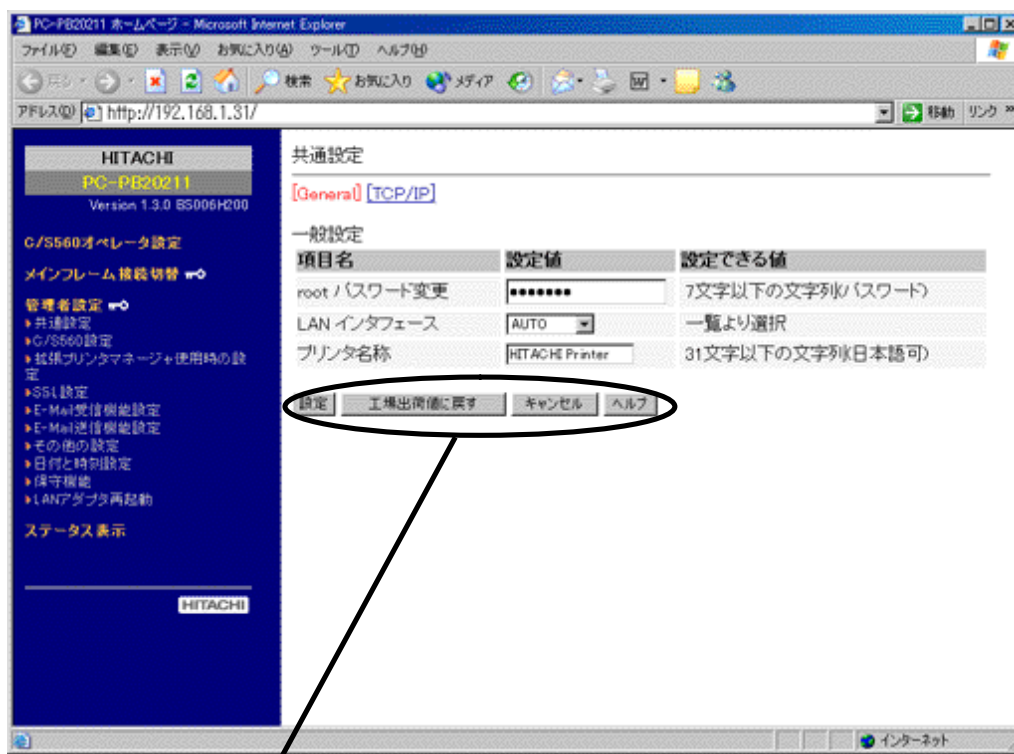 PC-PB20211 ホームページ - Microsoft Internet Explorer
ファイル(F) 編集(E) 表示(V) お気に入り(A) ツール(T) ヘルプ(H)
戻る 検索 お気に入り メディア
アドレス(D) http://192.168.1.31/ 移動 リンク »
HITACHI
PC-PB20211
Version 1.3.0 BS006H200
C/S560オペレータ設定
メインフレーム接続切替
管理者設定
共通設定
C/S560設定
拡張プリンタマネージャ使用時の設
定
SSL設定
E-Mail受信機能設定
E-Mail送信機能設定
その他の設定
日付と時刻設定
保守機能
LANアダプタ再起動
ステータス表示
HITACHI
共通設定
[General] [TCP/IP]
一般設定
項目名 設定値 設定できる値
root パスワード変更 ••••••• 7文字以下の文字列(パスワード)
LAN インタフェース AUTO 一覧より選択
プリンタ名称 HITACHI Printer 31文字以下の文字列(日本語可)
設定 工場出荷値に戻す キャンセル ヘルプ
インターネット